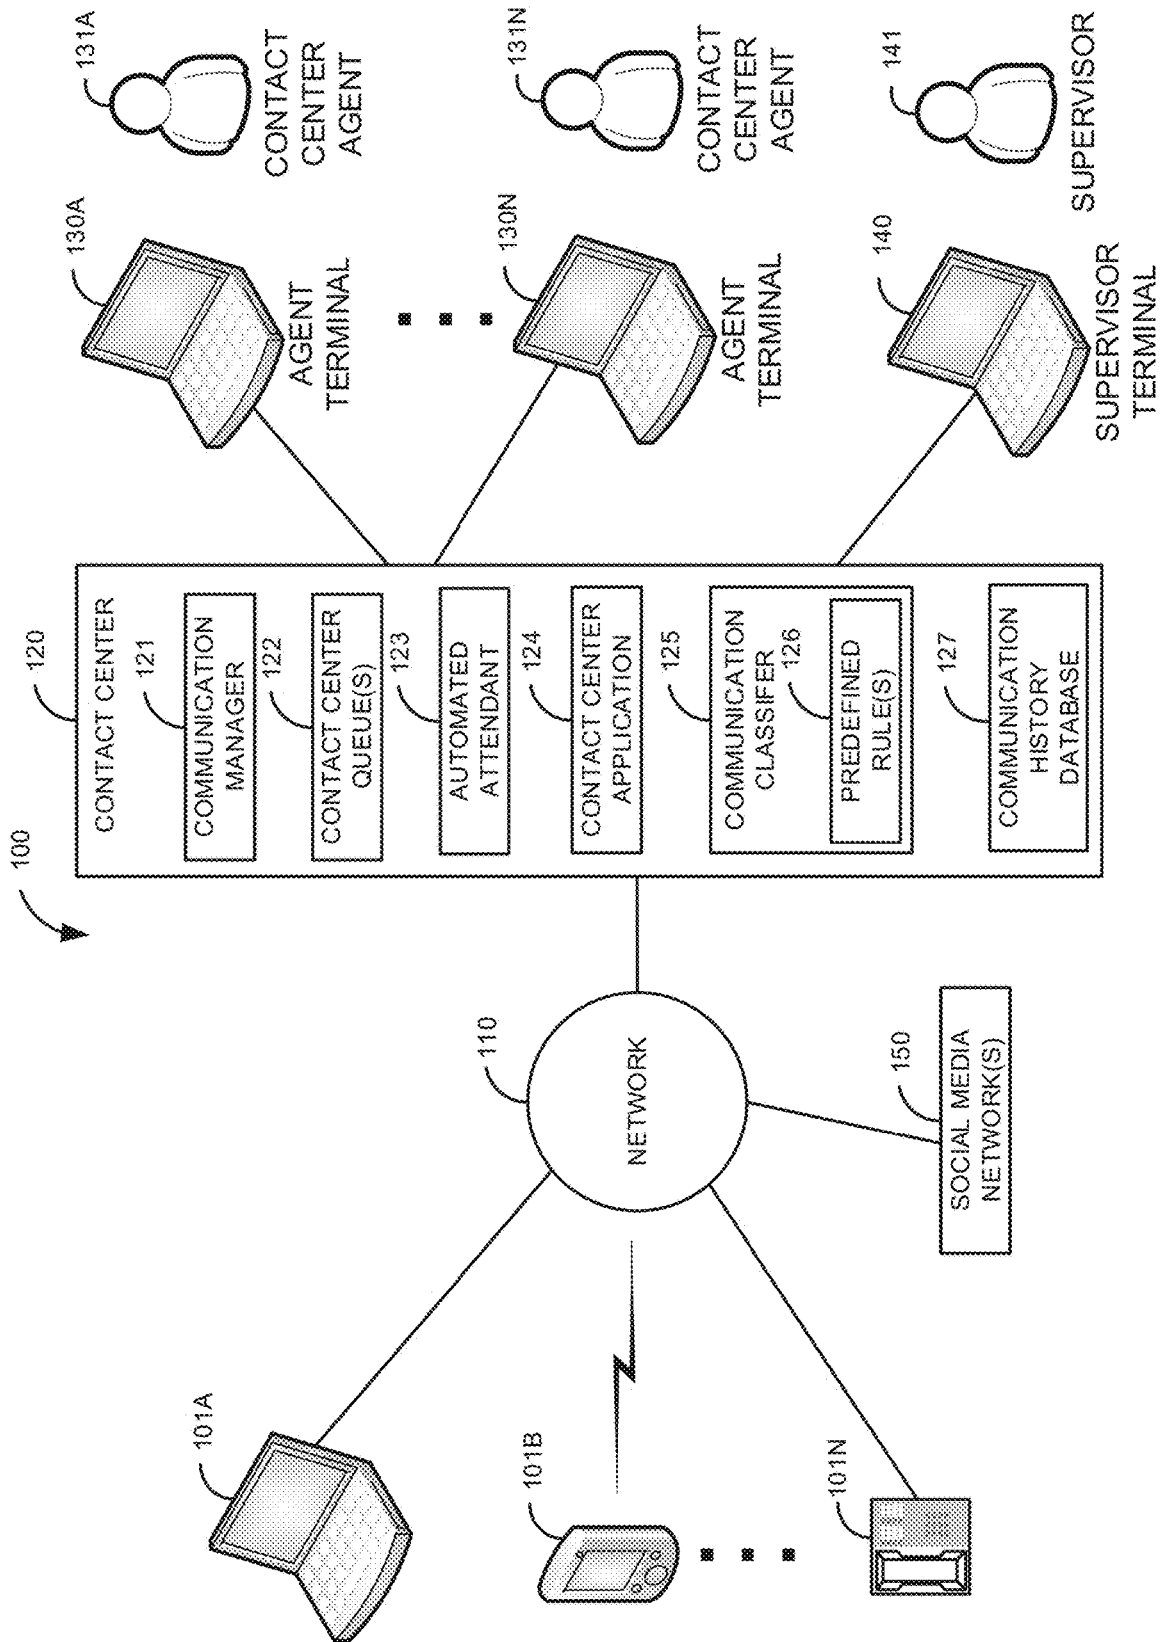 100
101A
101B
101N
110
NETWORK
150
SOCIAL MEDIA
NETWORK(S)
120
CONTACT CENTER
121
COMMUNICATION
MANAGER
122
CONTACT CENTER
QUEUE(S)
123
AUTOMATED
ATTENDANT
124
CONTACT CENTER
APPLICATION
125
COMMUNICATION
CLASSIFER
126
PREDEFINED
RULE(S)
127
COMMUNICATION
HISTORY
DATABASE
130A
AGENT
TERMINAL
131A
CONTACT
CENTER
AGENT
130N
AGENT
TERMINAL
131N
CONTACT
CENTER
AGENT
140
SUPERVISOR
TERMINAL
141
SUPERVISOR